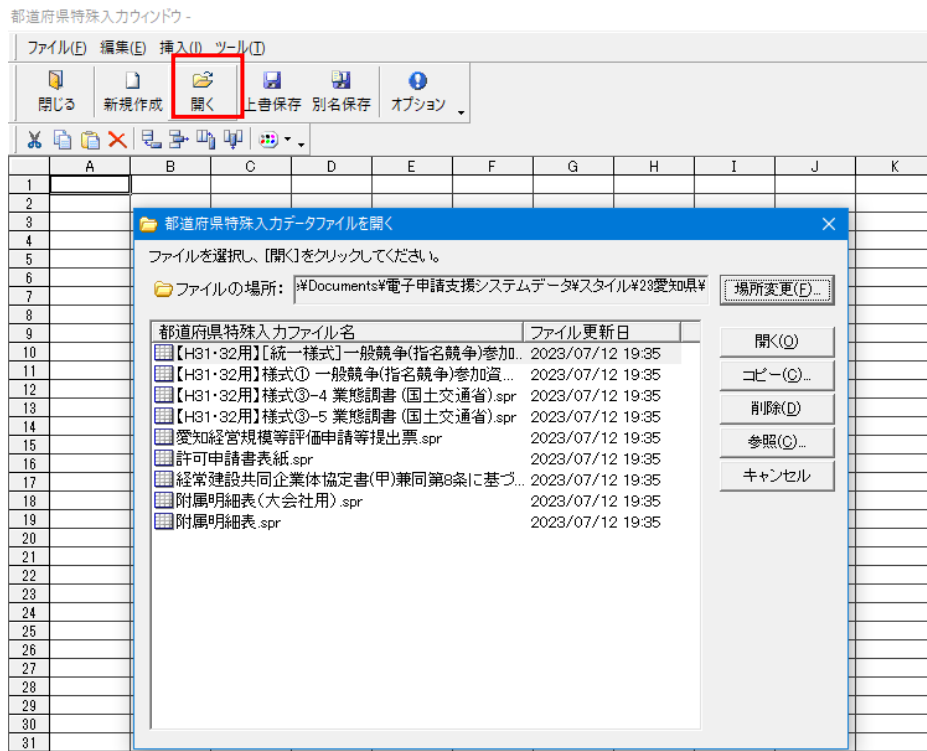 都道府県特殊入力ウィンドウ -
ファイル(F) 編集(E) 挿入(I) ツール(T)
閉じる 新規作成 開く 上書保存 別名保存 オプション
A B C D E F G H I J K
1
2
3
4
5
6
7
8
9
10
11
12
13
14
15
16
17
18
19
20
21
22
23
24
25
26
27
28
29
30
31
都道府県特殊入力データファイルを開く
ファイルを選択し、[開く]をクリックしてください。
ファイルの場所: ¥Documents¥電子申請支援システムデータ¥スタイル¥23愛知県¥ 場所変更(F)...
都道府県特殊入力ファイル名 ファイル更新日
【H31・32用】[統一様式]一般競争(指名競争)参加... 2023/07/12 19:35
【H31・32用】様式① 一般競争(指名競争)参加資... 2023/07/12 19:35
【H31・32用】様式③-4 業態調書 (国土交通省).spr 2023/07/12 19:35
【H31・32用】様式③-5 業態調書 (国土交通省).spr 2023/07/12 19:35
愛知経営規模等評価申請等提出票.spr 2023/07/12 19:35
許可申請書表紙.spr 2023/07/12 19:35
経常建設共同企業体協定書(甲)兼同第8条に基づ... 2023/07/12 19:35
附属明細表(大会社用).spr 2023/07/12 19:35
附属明細表.spr 2023/07/12 19:35
開く(O)
コピー(C)...
削除(D)
参照(C)...
キャンセル